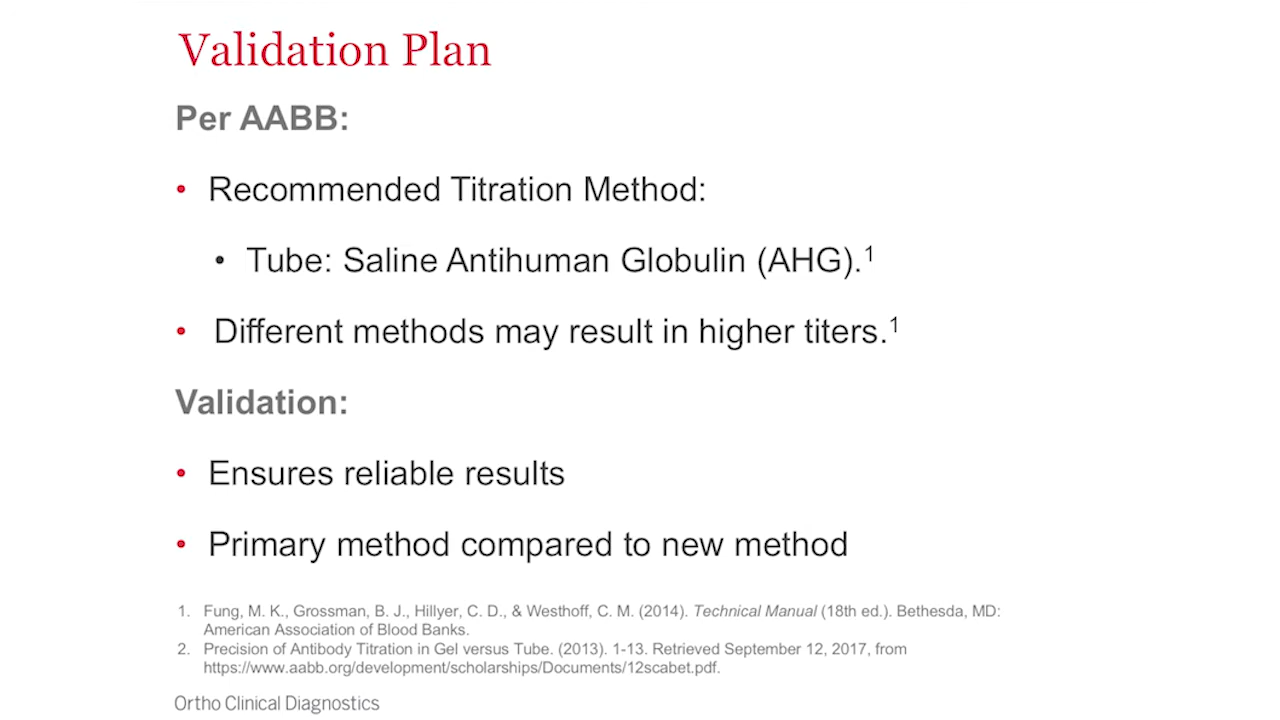 Validation Plan
Per AABB:
• Recommended Titration Method:
• Tube: Saline Antihuman Globulin (AHG).¹
• Different methods may result in higher titers.¹
Validation:
• Ensures reliable results
• Primary method compared to new method
1. Fung, M. K., Grossman, B. J., Hillyer, C. D., & Westhoff, C. M. (2014). Technical Manual (18th ed.). Bethesda, MD:
American Association of Blood Banks.
2. Precision of Antibody Titration in Gel versus Tube. (2013). 1-13. Retrieved September 12, 2017, from
https://www.aabb.org/development/scholarships/Documents/12scabet.pdf.
Ortho Clinical Diagnostics